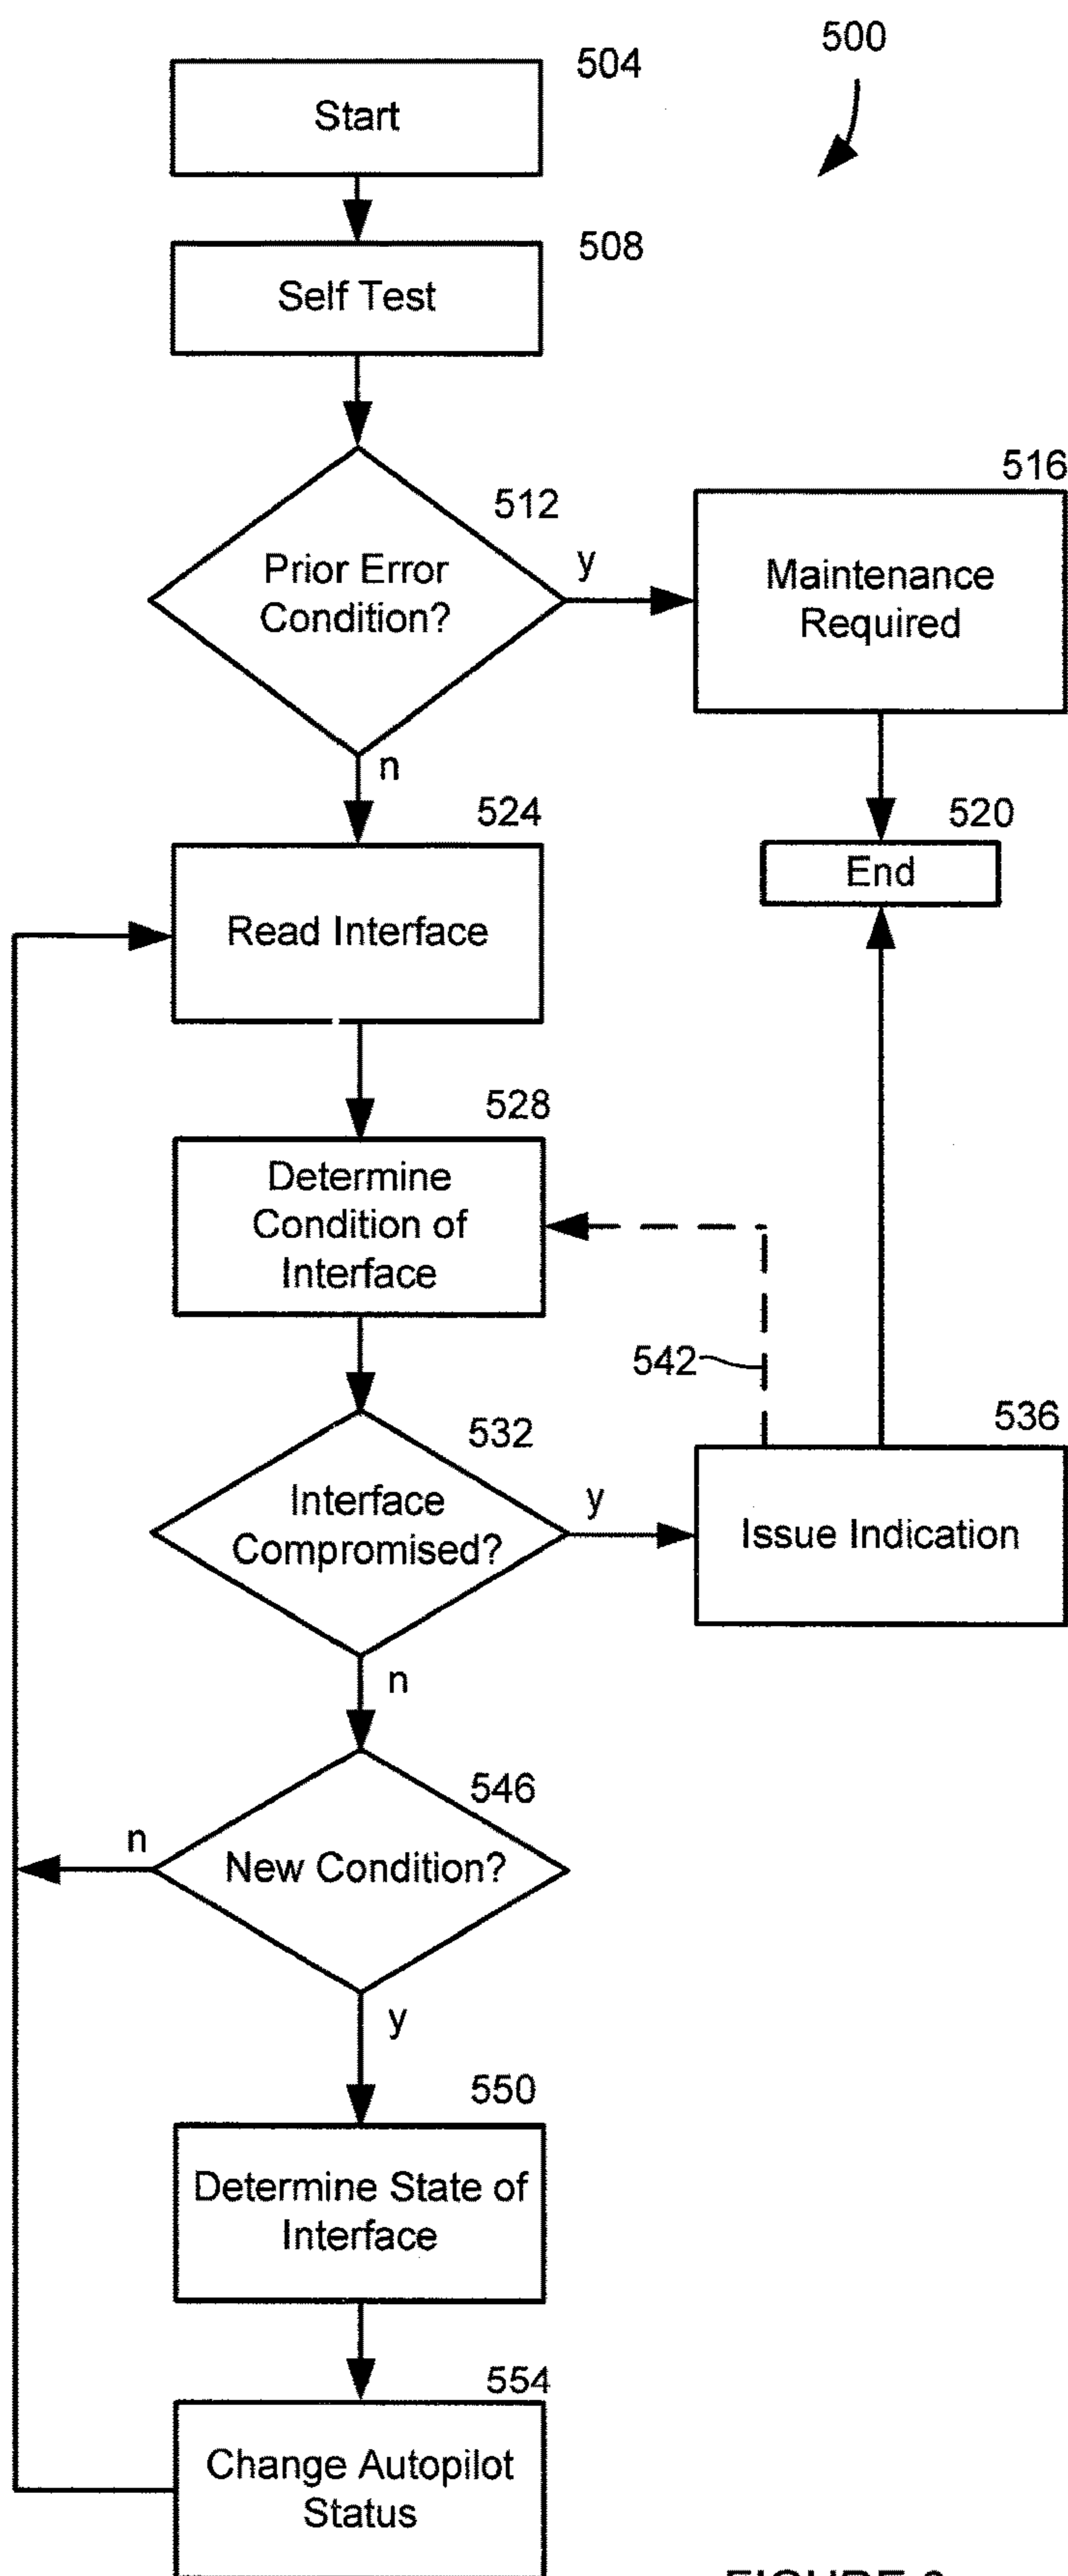 500
504
Start
508
Self Test
512
Prior Error
Condition?
y
n
516
Maintenance
Required
520
End
524
Read Interface
528
Determine
Condition of
Interface
542
532
Interface
Compromised?
y
n
536
Issue Indication
546
New Condition?
n
y
550
Determine State of
Interface
554
Change Autopilot
Status